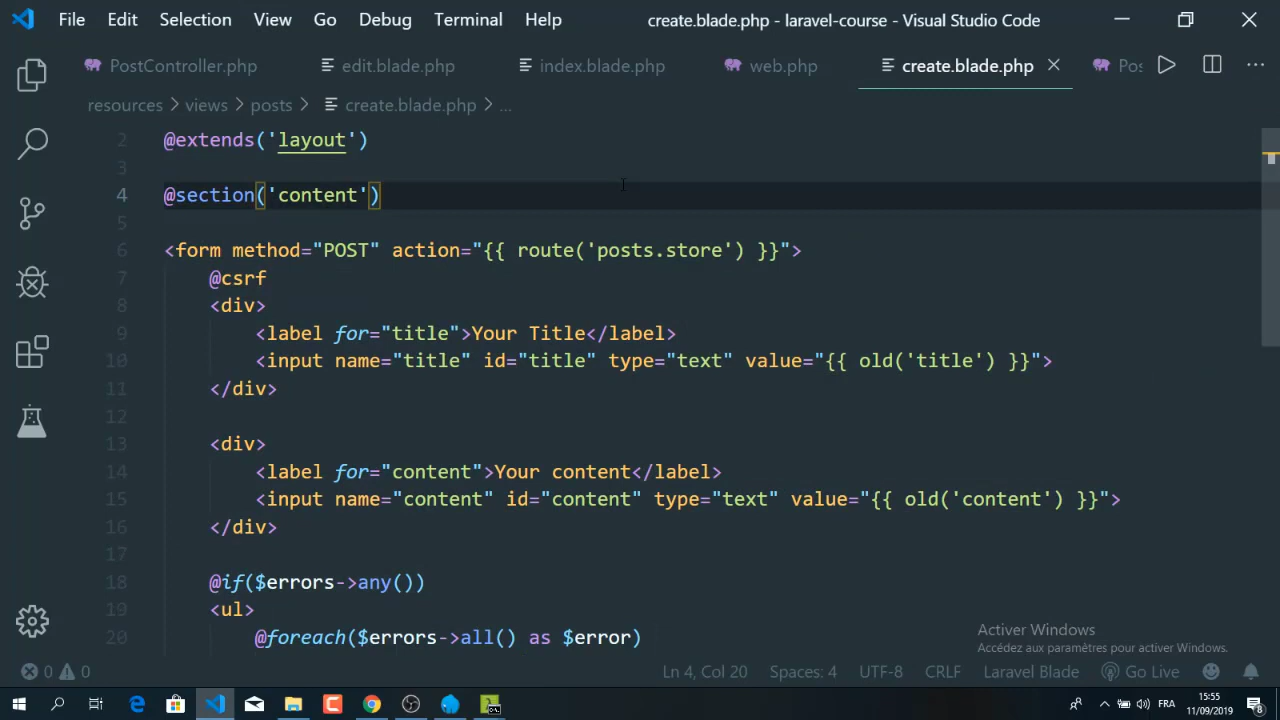 File Edit Selection View Go Debug Terminal Help create.blade.php - laravel-course - Visual Studio Code
PostController.php edit.blade.php index.blade.php web.php create.blade.php Pos
resources > views > posts > create.blade.php > ...
2 @extends('layout')
3
4 @section('content')
5
6 <form method="POST" action="{{ route('posts.store') }}">
7 @csrf
8 <div>
9 <label for="title">Your Title</label>
10 <input name="title" id="title" type="text" value="{{ old('title') }}">
11 </div>
12
13 <div>
14 <label for="content">Your content</label>
15 <input name="content" id="content" type="text" value="{{ old('content') }}">
16 </div>
17
18 @if($errors->any())
19 <ul>
20 @foreach($errors->all() as $error)
Activer Windows
Accédez aux paramètres pour activer Windows.
0 0 Ln 4, Col 20 Spaces: 4 UTF-8 CRLF Laravel Blade Go Live
FRA 15:55
11/09/2019 8